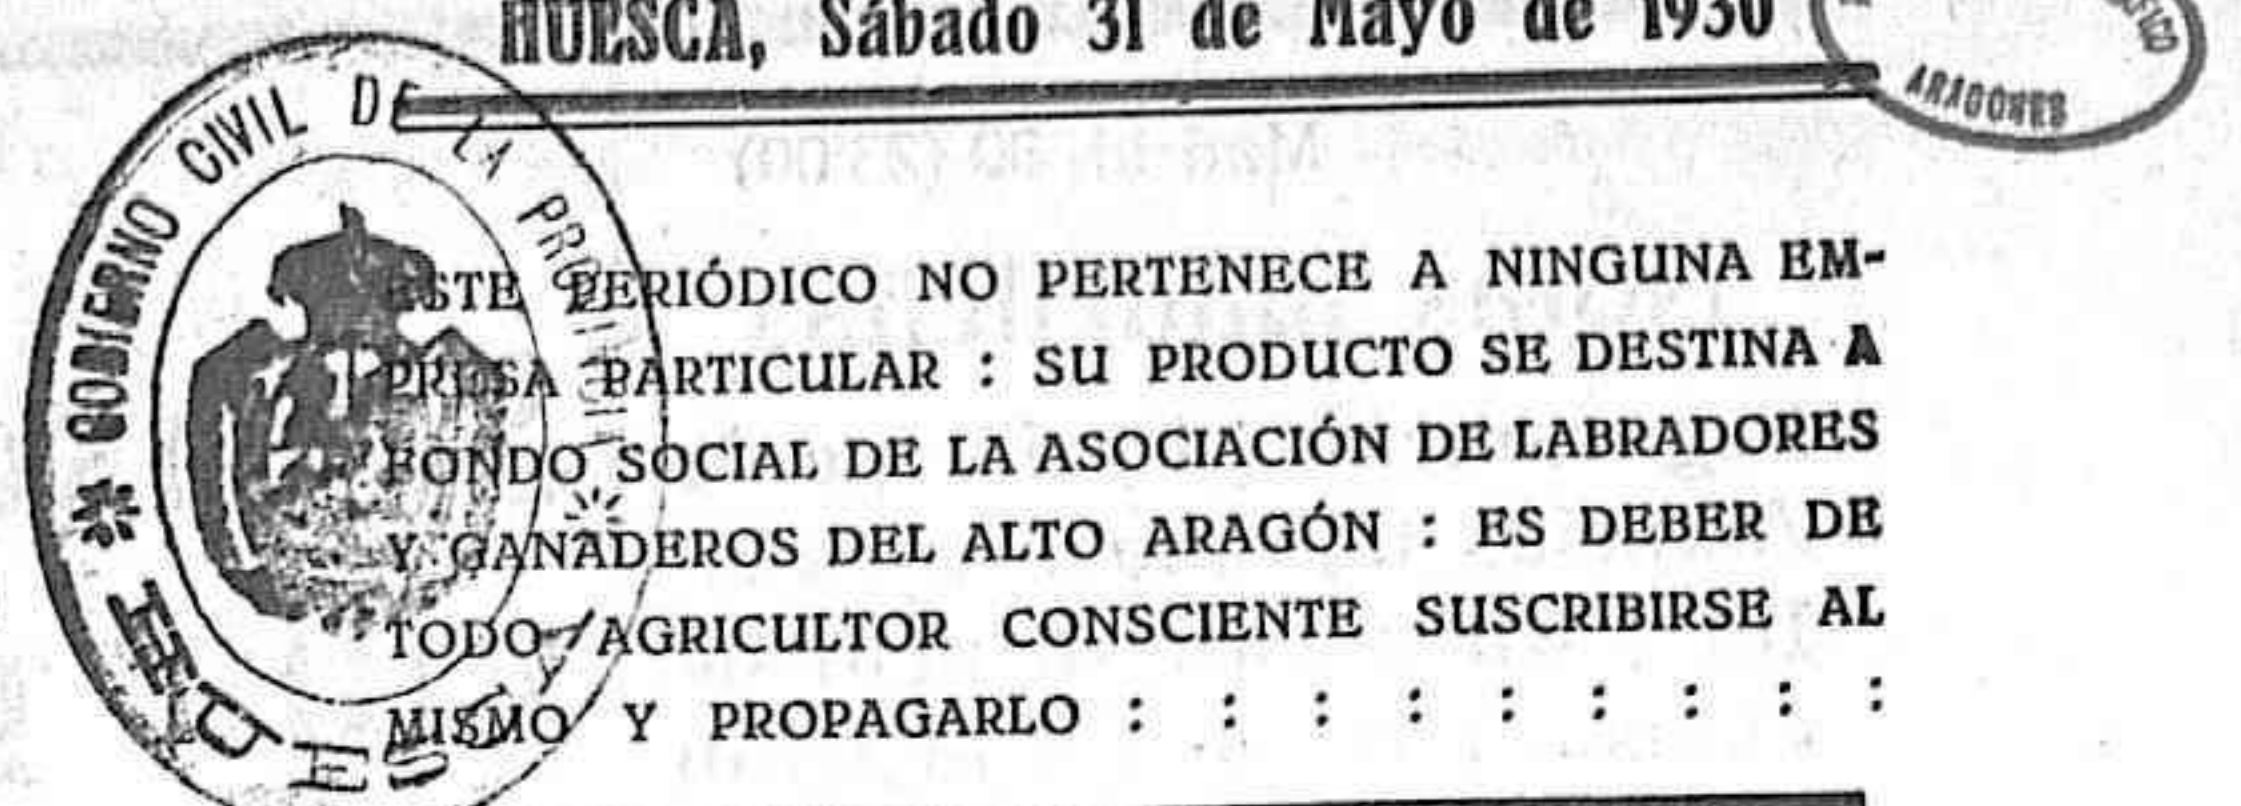 HUESCA, Sábado 31 de Mayo de 1930
ARAGONES
GOBIERNO CIVIL DE LA PROVINCIA
HUESCA
ESTE PERIÓDICO NO PERTENECE A NINGUNA EM-
PRESA PARTICULAR : SU PRODUCTO SE DESTINA A
FONDO SOCIAL DE LA ASOCIACIÓN DE LABRADORES
Y GANADEROS DEL ALTO ARAGÓN : ES DEBER DE
TODO AGRICULTOR CONSCIENTE SUSCRIBIRSE AL
MISMO Y PROPAGARLO : : : : : : : : :